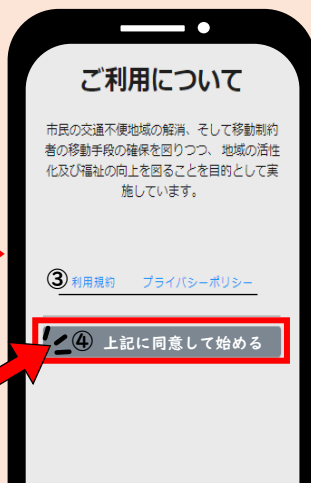 ご利用について
市民の交通不便地域の解消、そして移動制約
者の移動手段の確保を図りつつ、地域の活性
化及び福祉の向上を図ることを目的として実
施しています。
③ 利用規約 プライバシーポリシー
④ 上記に同意して始める